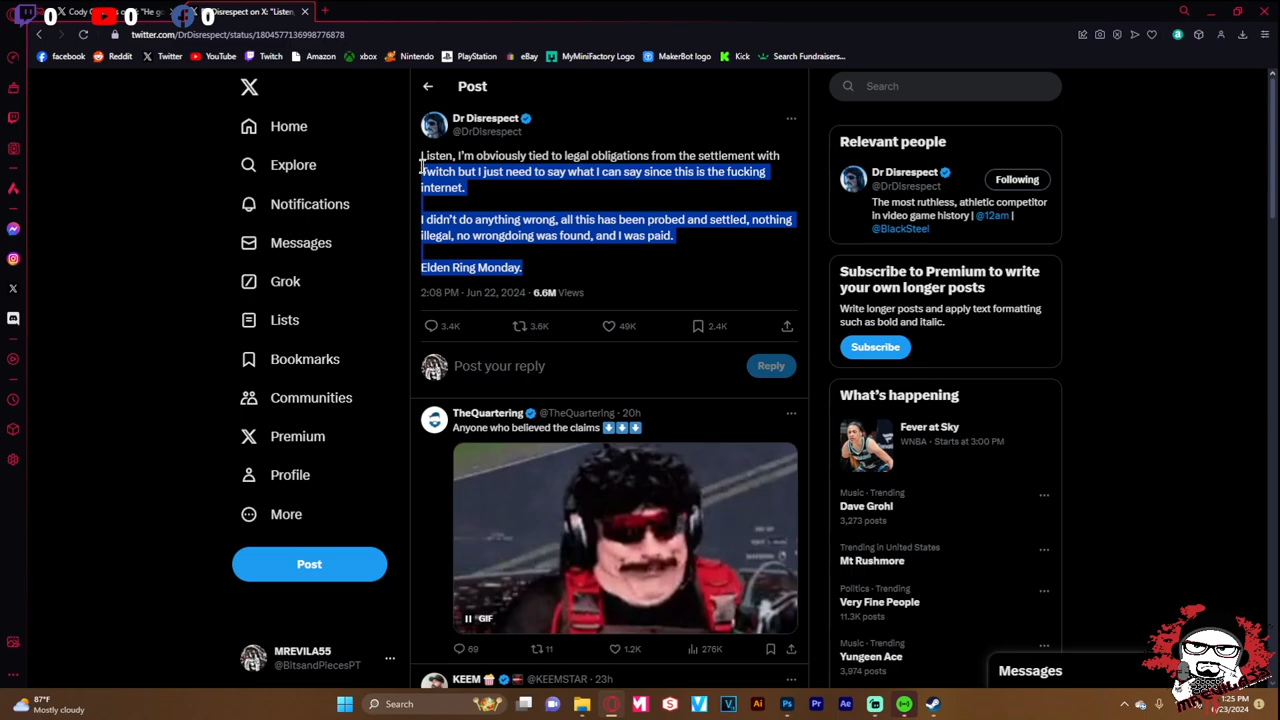 0
0
0
Cody
Dr Disrespect on X: "Listen,
twitter.com/DrDisrespect/status/1804577136998776878
facebook
Reddit
Twitter
YouTube
Twitch
Amazon
xbox
Nintendo
PlayStation
eBay
MyMiniFactory Logo
MakerBot logo
Kick
Search Fundraisers...
Home
Explore
Notifications
Messages
Grok
Lists
Bookmarks
Communities
Premium
Profile
More
Post
MREVILA55
@BitsandPIecesPT
Post
Dr Disrespect
@DrDisrespect
Listen, I'm obviously tied to legal obligations from the settlement with
Twitch but I just need to say what I can say since this is the fucking
internet.
I didn't do anything wrong, all this has been probed and settled, nothing
illegal, no wrongdoing was found, and I was paid.
Elden Ring Monday.
2:08 PM · Jun 22, 2024 · 6.6M Views
3.4K
3.6K
49K
2.4K
Post your reply
Reply
TheQuartering @TheQuartering · 20h
Anyone who believed the claims
GIF
69
11
1.2K
276K
KEEM @KEEMSTAR · 23h
Search
Relevant people
Dr Disrespect
@DrDisrespect
Following
The most ruthless, athletic competitor
in video game history | @12am |
@BlackSteel
Subscribe to Premium to write
your own longer posts
Write longer posts and apply text formatting
such as bold and italic.
Subscribe
What's happening
Fever at Sky
WNBA · Starts at 3:00 PM
Music · Trending
Dave Grohl
3,273 posts
Trending in United States
Mt Rushmore
Politics · Trending
Very Fine People
11.3K posts
Music · Trending
Yungeen Ace
3,974 posts
Messages
87°F
Mostly cloudy
Search
1:25 PM
/23/2024